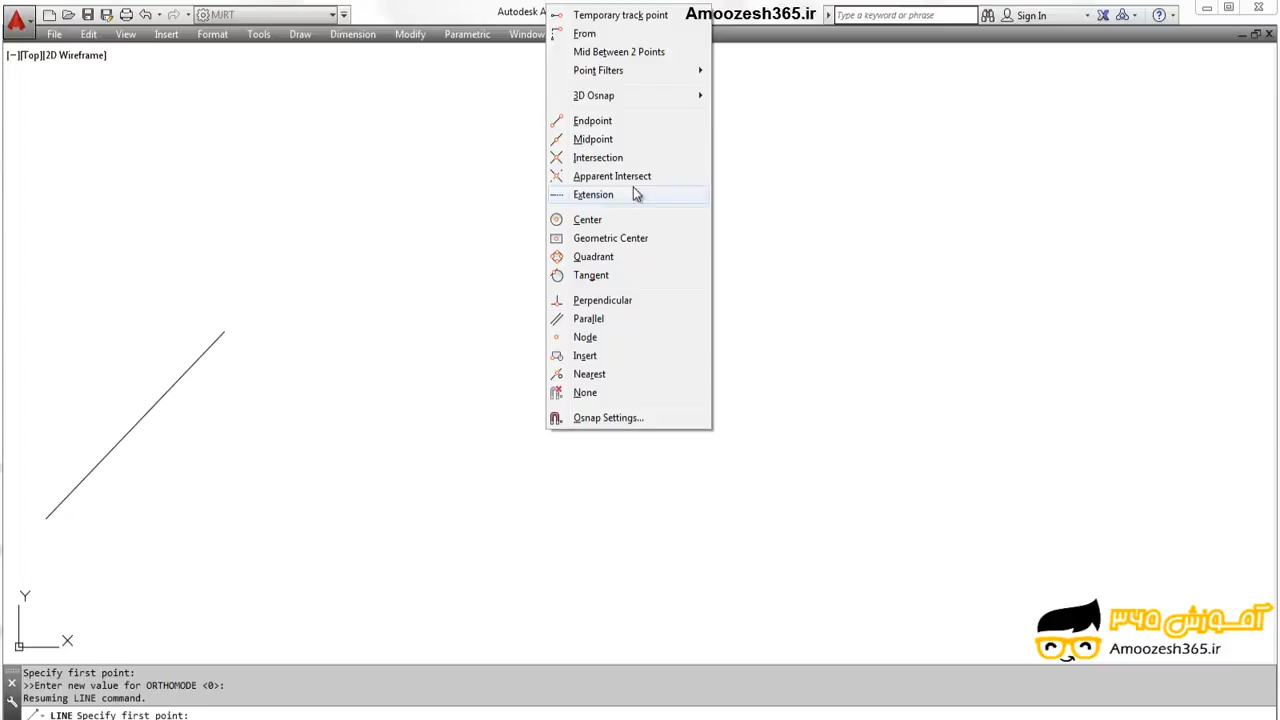 Autodesk A
Amoozesh365.ir
MJRT
Type a keyword or phrase
Sign In
File
Edit
View
Insert
Format
Tools
Draw
Dimension
Modify
Parametric
Window
[−][Top][2D Wireframe]
Temporary track point
From
Mid Between 2 Points
Point Filters
3D Osnap
Endpoint
Midpoint
Intersection
Apparent Intersect
Extension
Center
Geometric Center
Quadrant
Tangent
Perpendicular
Parallel
Node
Insert
Nearest
None
Osnap Settings...
Y
X
آموزش ۳۶۵
Amoozesh365.ir
Specify first point:
>>Enter new value for ORTHOMODE <0>:
Resuming LINE command.
LINE Specify first point: